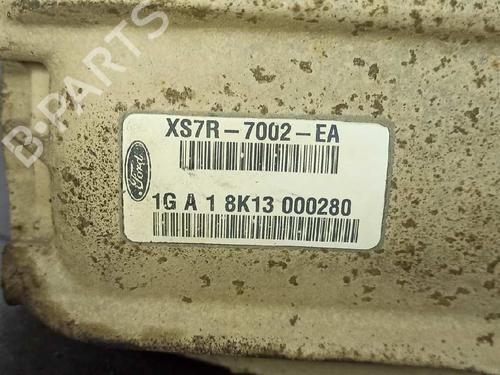 B-PARTS
XS7R-7002-EA
Ford
1G A 1 8K13 000280